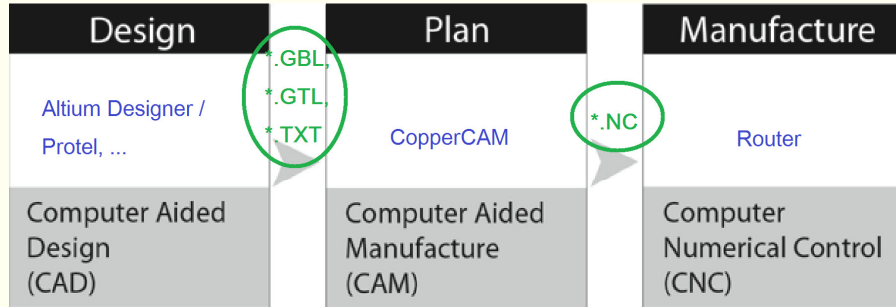 Design
Plan
Manufacture
Altium Designer /
Protel, ...
*.GBL,
*.GTL,
*.TXT
CopperCAM
*.NC
Router
Computer Aided
Design
(CAD)
Computer Aided
Manufacture
(CAM)
Computer
Numerical Control
(CNC)